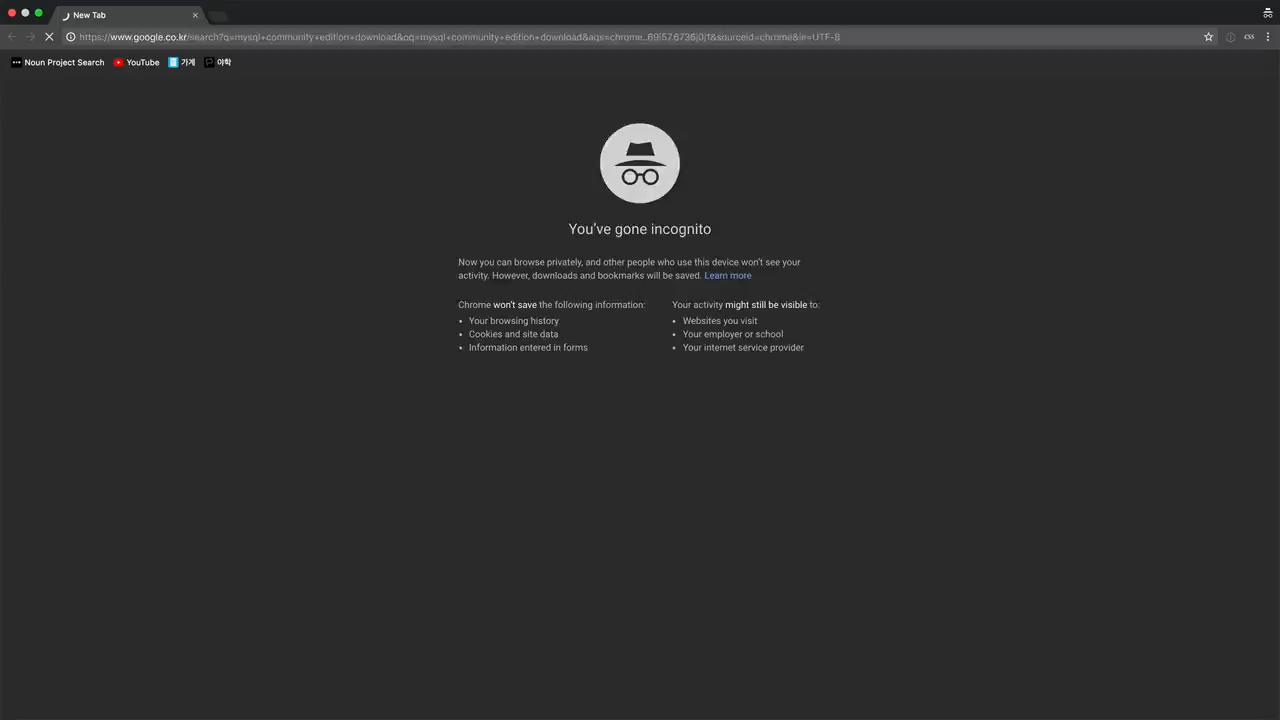 New Tab
https://www.google.co.kr/search?q=mysql+community+edition+download&oq=mysql+community+edition+download&aqs=chrome..69i57.6736j0j1&sourceid=chrome&ie=UTF-8
CSS
Noun Project Search YouTube 가게 야학
You've gone incognito
Now you can browse privately, and other people who use this device won't see your
activity. However, downloads and bookmarks will be saved. Learn more
Chrome won't save the following information:
• Your browsing history
• Cookies and site data
• Information entered in forms
Your activity might still be visible to:
• Websites you visit
• Your employer or school
• Your internet service provider